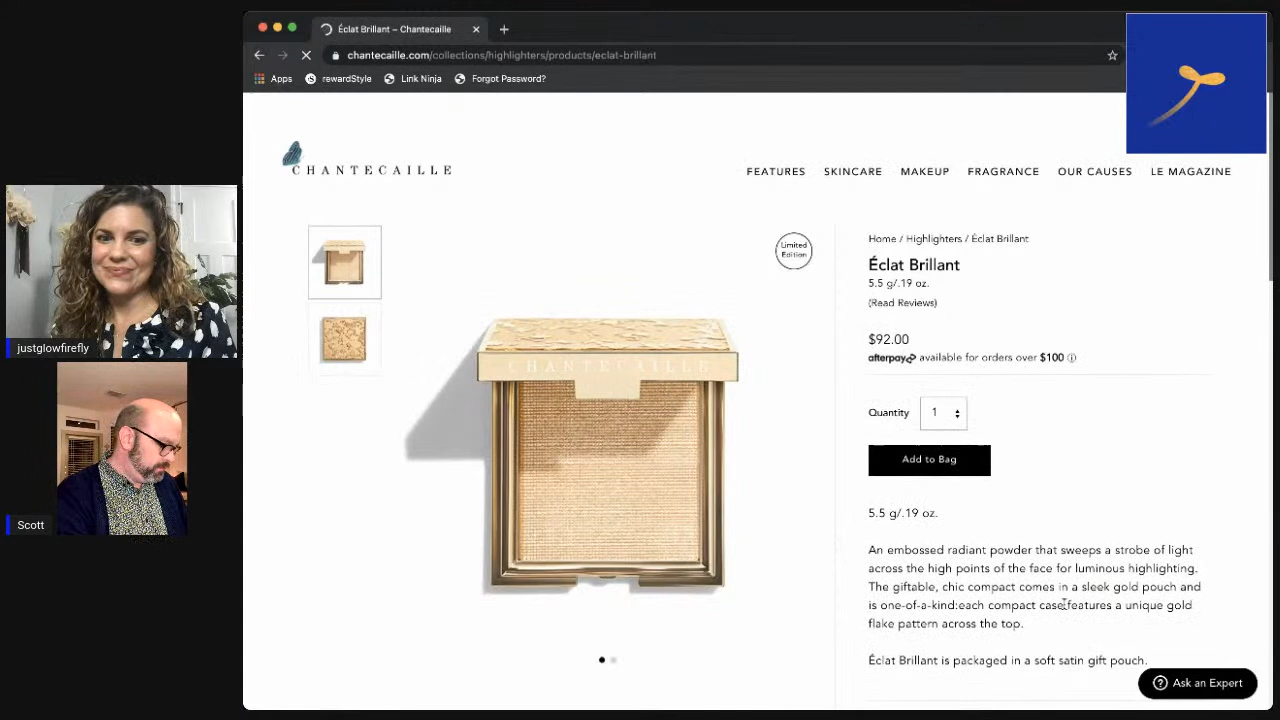 Éclat Brillant – Chantecaille
chantecaille.com/collections/highlighters/products/eclat-brillant
Apps rewardStyle Link Ninja Forgot Password?
CHANTECAILLE
FEATURES SKINCARE MAKEUP FRAGRANCE OUR CAUSES LE MAGAZINE
Limited
Edition
Home / Highlighters / Éclat Brillant
Éclat Brillant
5.5 g/.19 oz.
(Read Reviews)
$92.00
afterpay available for orders over $100
Quantity 1
Add to Bag
5.5 g/.19 oz.
An embossed radiant powder that sweeps a strobe of light
across the high points of the face for luminous highlighting.
The giftable, chic compact comes in a sleek gold pouch and
is one-of-a-kind:each compact case features a unique gold
flake pattern across the top.
Éclat Brillant is packaged in a soft satin gift pouch.
Ask an Expert
CHANTECAILLE
justglowfirefly
Scott